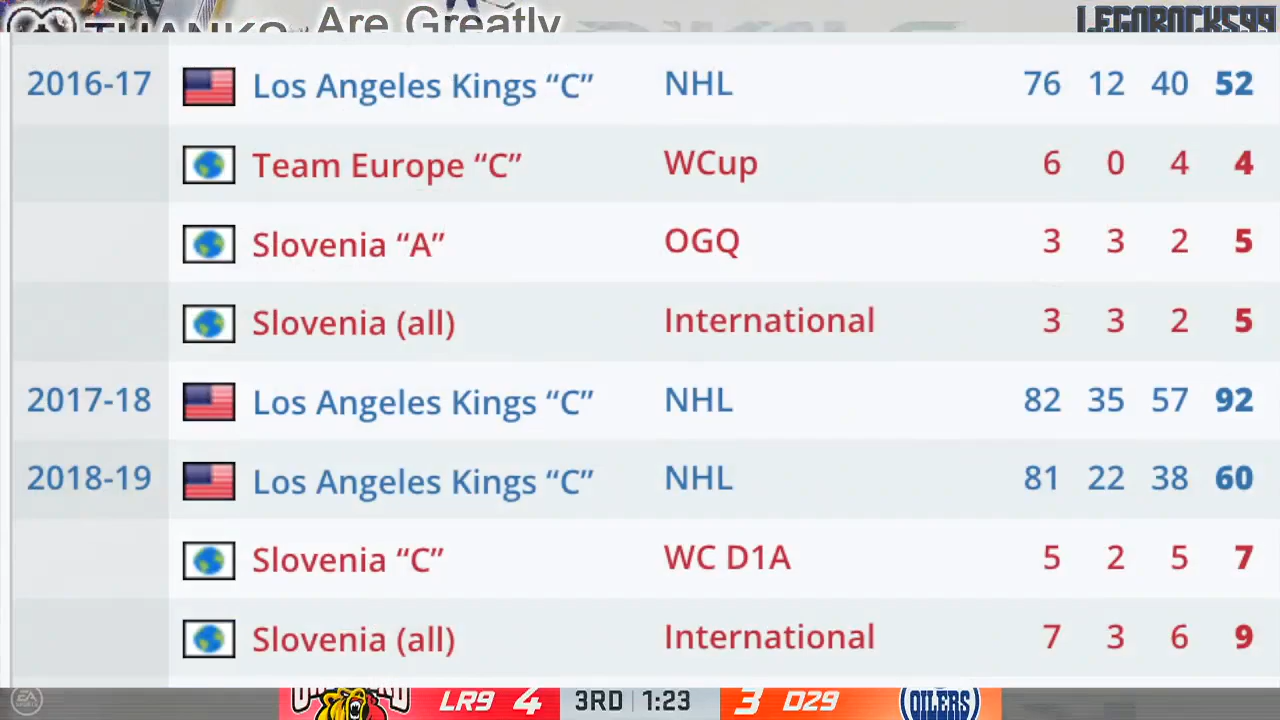 Are Greatly
THANKS
LEGOROCKS99
2016-17 Los Angeles Kings “C” NHL 76 12 40 52
Team Europe “C” WCup 6 0 4 4
Slovenia “A” OGQ 3 3 2 5
Slovenia (all) International 3 3 2 5
2017-18 Los Angeles Kings “C” NHL 82 35 57 92
2018-19 Los Angeles Kings “C” NHL 81 22 38 60
Slovenia “C” WC D1A 5 2 5 7
Slovenia (all) International 7 3 6 9
EA SPORTS LR9 4 3RD 1:23 3 D29 OILERS